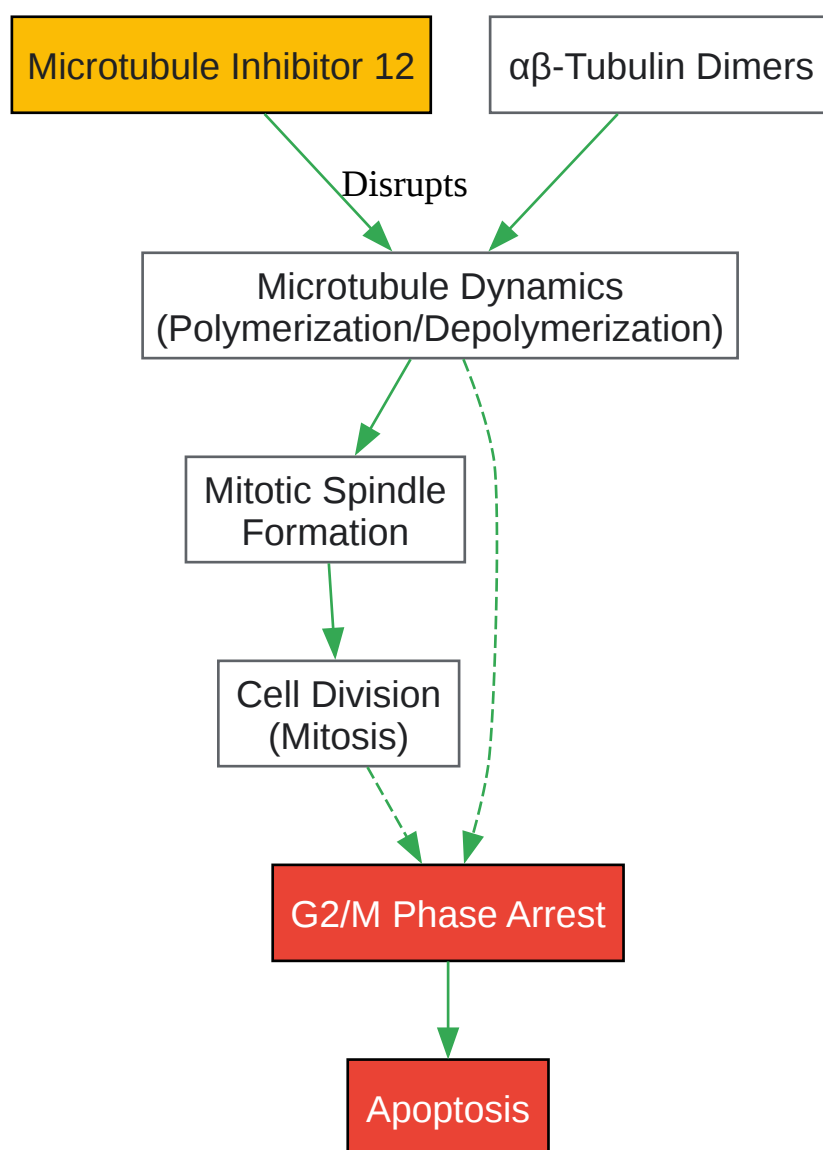 Microtubule Inhibitor 12
αβ-Tubulin Dimers
Disrupts
Microtubule Dynamics
(Polymerization/Depolymerization)
Mitotic Spindle
Formation
Cell Division
(Mitosis)
G2/M Phase Arrest
Apoptosis